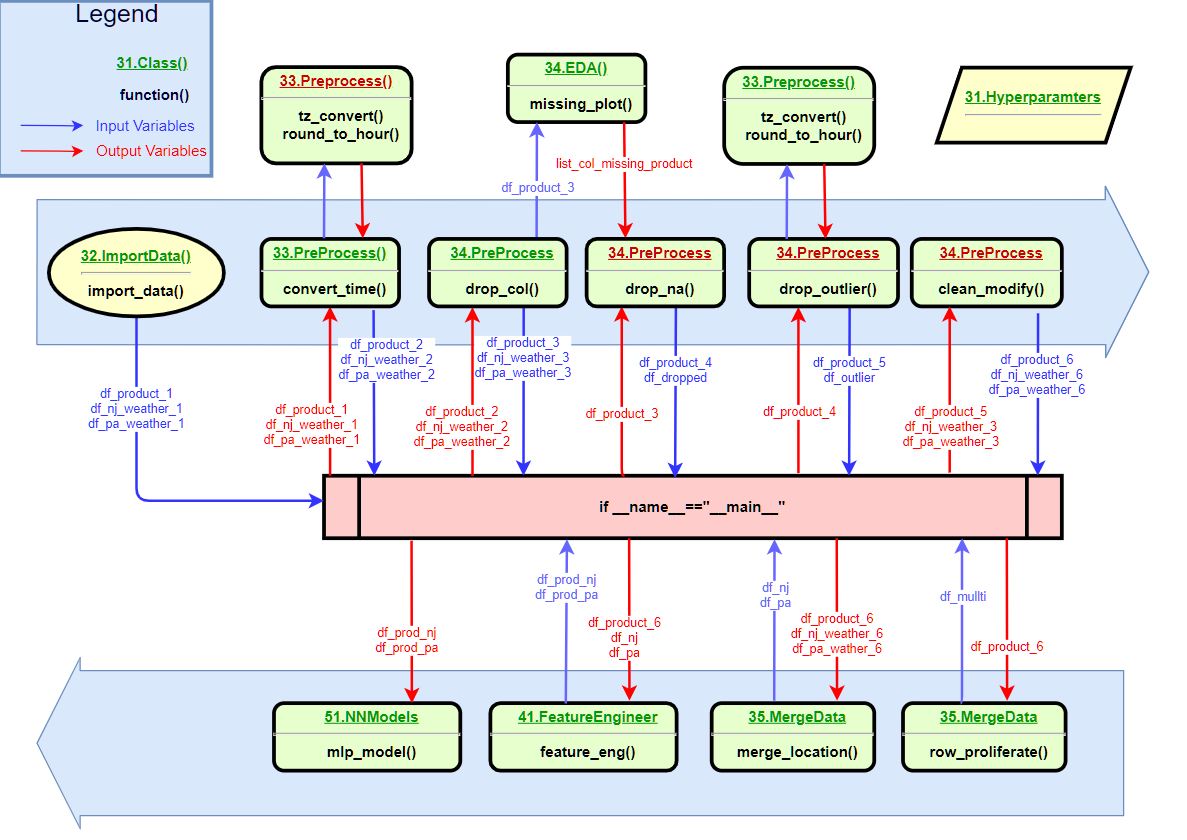 Legend
31.Class()
function()
Input Variables
Output Variables
33.Preprocess()
tz_convert()
round_to_hour()
34.EDA()
missing_plot()
33.Preprocess()
tz_convert()
round_to_hour()
31.Hyperparamters
list_col_missing_product
df_product_3
32.ImportData()
import_data()
33.PreProcess()
convert_time()
34.PreProcess
drop_col()
34.PreProcess
drop_na()
34.PreProcess
drop_outlier()
34.PreProcess
clean_modify()
df_product_1
df_nj_weather_1
df_pa_weather_1
df_product_1
df_nj_weather_1
df_pa_weather_1
df_product_2
df_nj_weather_2
df_pa_weather_2
df_product_2
df_nj_weather_2
df_pa_weather_2
df_product_3
df_nj_weather_3
df_pa_weather_3
df_product_3
df_product_4
df_dropped
df_product_4
df_product_5
df_outlier
df_product_5
df_nj_weather_3
df_pa_weather_3
df_product_6
df_nj_weather_6
df_pa_weather_6
if __name__=="__main__"
df_prod_nj
df_prod_pa
df_prod_nj
df_prod_pa
df_product_6
df_nj
df_pa
df_nj
df_pa
df_product_6
df_nj_weather_6
df_pa_wather_6
df_mullti
df_product_6
51.NNModels
mlp_model()
41.FeatureEngineer
feature_eng()
35.MergeData
merge_location()
35.MergeData
row_proliferate()